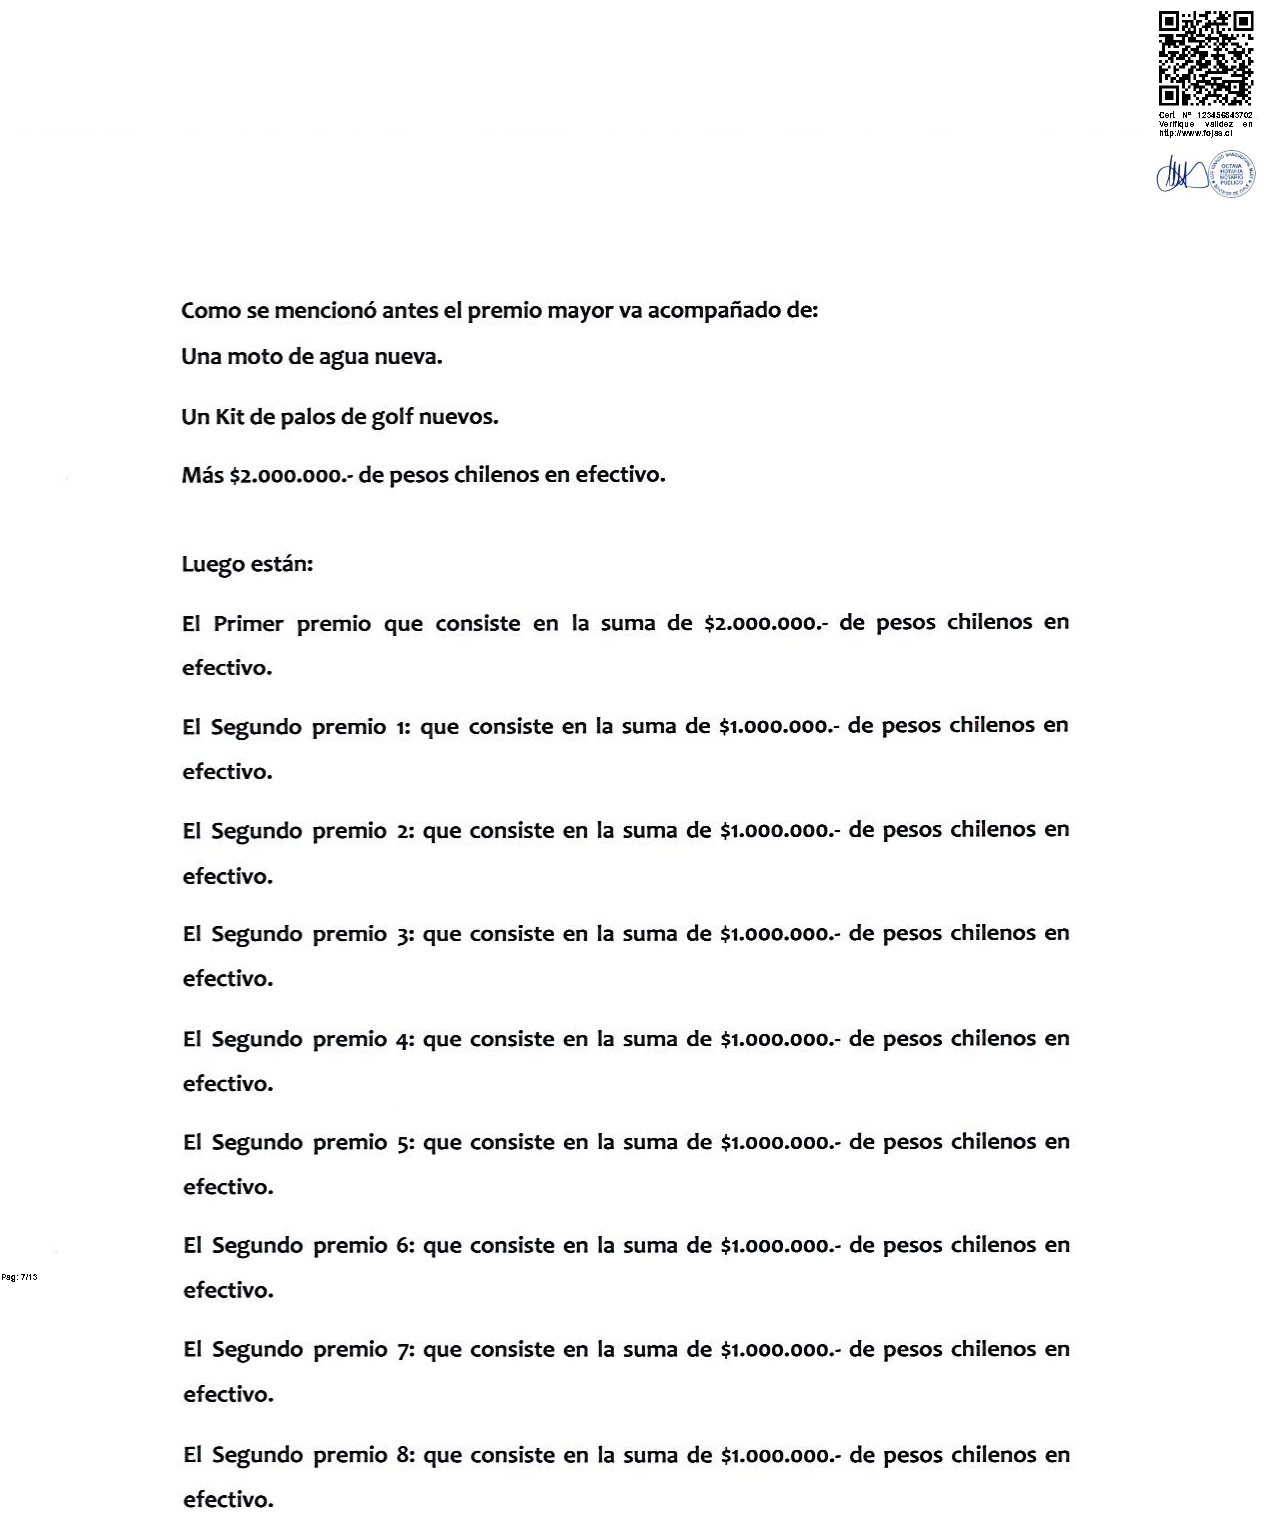 Cert. Nº 123456843702
Verifique validez en
http://www.fojas.cl
OCTAVA
NOTARIA
NOTARIO
PUBLICO
Como se mencionó antes el premio mayor va acompañado de:
Una moto de agua nueva.
Un Kit de palos de golf nuevos.
Más $2.000.000.- de pesos chilenos en efectivo.
Luego están:
El Primer premio que consiste en la suma de $2.000.000.- de pesos chilenos en
efectivo.
El Segundo premio 1: que consiste en la suma de $1.000.000.- de pesos chilenos en
efectivo.
El Segundo premio 2: que consiste en la suma de $1.000.000.- de pesos chilenos en
efectivo.
El Segundo premio 3: que consiste en la suma de $1.000.000.- de pesos chilenos en
efectivo.
El Segundo premio 4: que consiste en la suma de $1.000.000.- de pesos chilenos en
efectivo.
El Segundo premio 5: que consiste en la suma de $1.000.000.- de pesos chilenos en
efectivo.
El Segundo premio 6: que consiste en la suma de $1.000.000.- de pesos chilenos en
Pag: 7/13
efectivo.
El Segundo premio 7: que consiste en la suma de $1.000.000.- de pesos chilenos en
efectivo.
El Segundo premio 8: que consiste en la suma de $1.000.000.- de pesos chilenos en
efectivo.